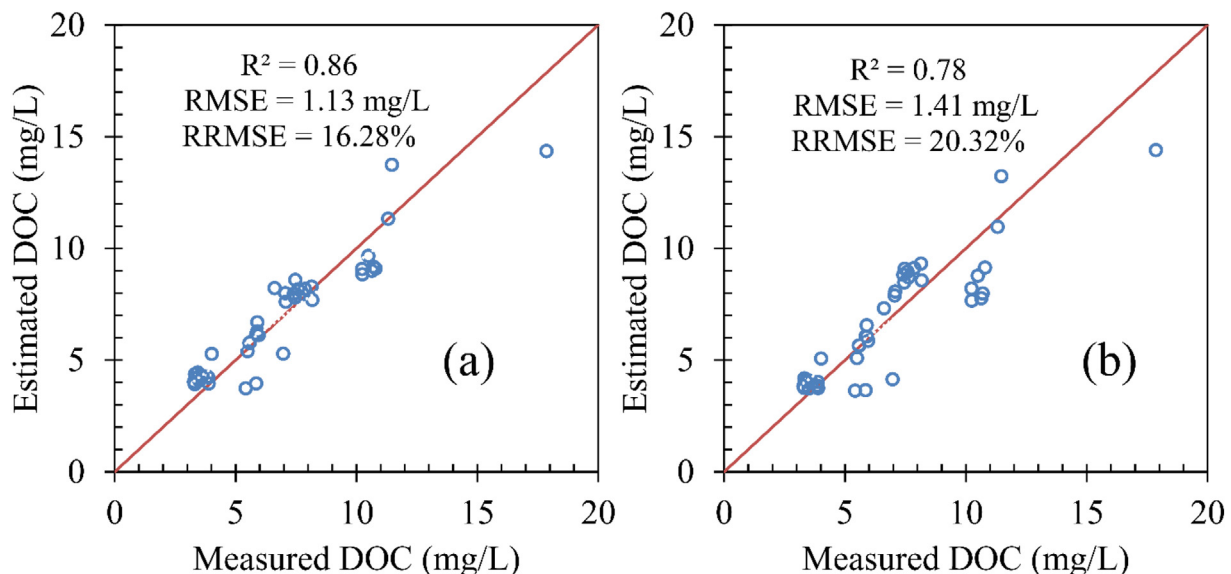 20
15
10
5
0
Estimated DOC (mg/L)
R² = 0.86
RMSE = 1.13 mg/L
RRMSE = 16.28%
(a)
0 5 10 15 20
Measured DOC (mg/L)
20
15
10
5
0
Estimated DOC (mg/L)
R² = 0.78
RMSE = 1.41 mg/L
RRMSE = 20.32%
(b)
0 5 10 15 20
Measured DOC (mg/L)